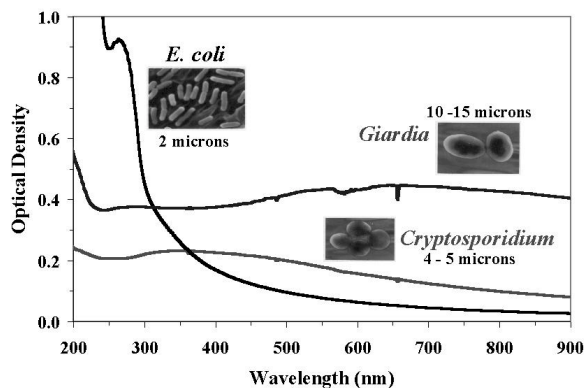 1.0
0.8
0.6
0.4
0.2
0.0
Optical Density
E. coli
2 microns
10 -15 microns
Giardia
Cryptosporidium
4 - 5 microns
200 300 400 500 600 700 800 900
Wavelength (nm)